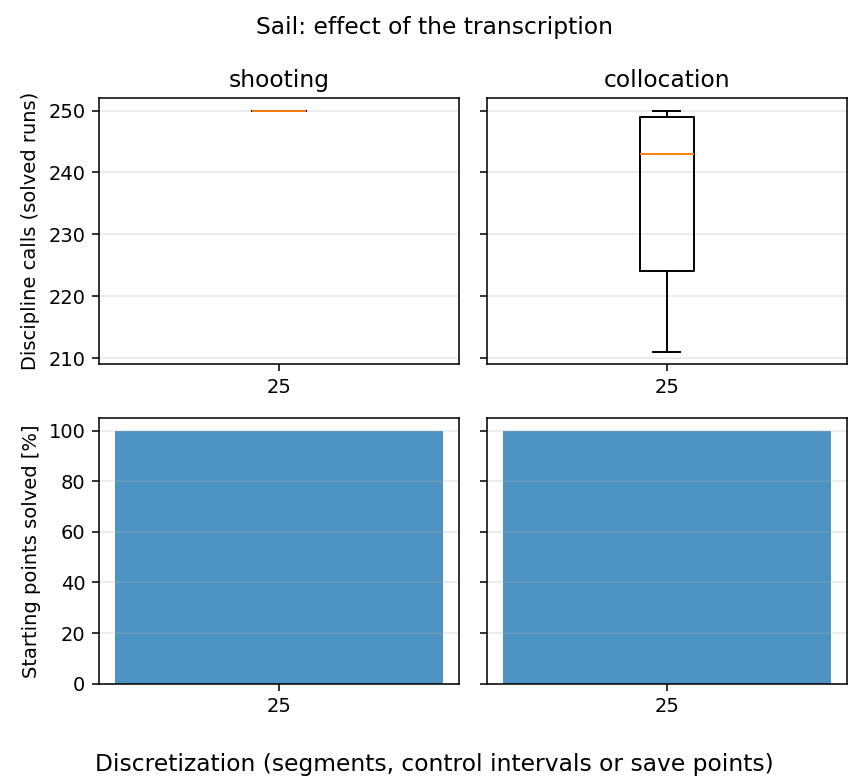 Sail: effect of the transcription
shooting
collocation
Discipline calls (solved runs)
250
240
230
220
210
25
25
Starting points solved [%]
100
80
60
40
20
0
25
25
Discretization (segments, control intervals or save points)